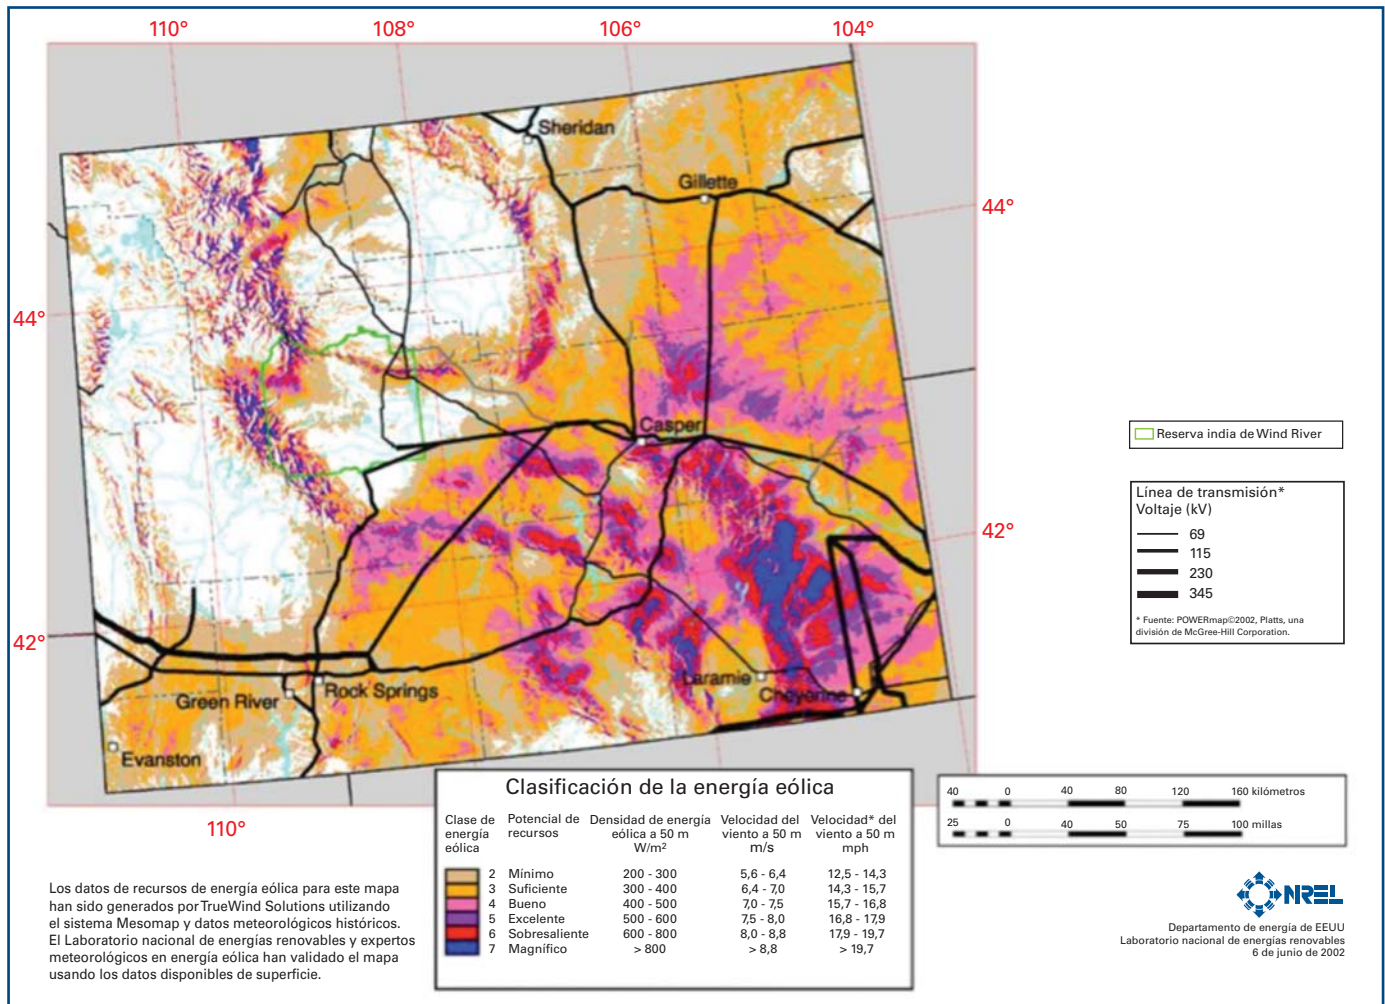 110°
108°
106°
104°
Sheridan
Gillette
44°
44°
Casper
Reserva india de Wind River
Línea de transmisión*
Voltaje (kV)
69
115
230
345
* Fuente: POWERmap©2002, Platts, una
división de McGree-Hill Corporation.
42°
42°
Laramie
Cheyenne
Green River
Rock Springs
Evanston
110°
Clasificación de la energía eólica
Clase de energía eólica
Potencial de recursos
Densidad de energía eólica a 50 m W/m²
Velocidad del viento a 50 m m/s
Velocidad* del viento a 50 m mph
2 Mínimo 200 - 300 5,6 - 6,4 12,5 - 14,3
3 Suficiente 300 - 400 6,4 - 7,0 14,3 - 15,7
4 Bueno 400 - 500 7,0 - 7,5 15,7 - 16,8
5 Excelente 500 - 600 7,5 - 8,0 16,8 - 17,9
6 Sobresaliente 600 - 800 8,0 - 8,8 17,9 - 19,7
7 Magnífico > 800 > 8,8 > 19,7
40 0 40 80 120 160 kilómetros
25 0 40 50 75 100 millas
Los datos de recursos de energía eólica para este mapa
han sido generados por TrueWind Solutions utilizando
el sistema Mesomap y datos meteorológicos históricos.
El Laboratorio nacional de energías renovables y expertos
meteorológicos en energía eólica han validado el mapa
usando los datos disponibles de superficie.
NREL
Departamento de energía de EEUU
Laboratorio nacional de energías renovables
6 de junio de 2002